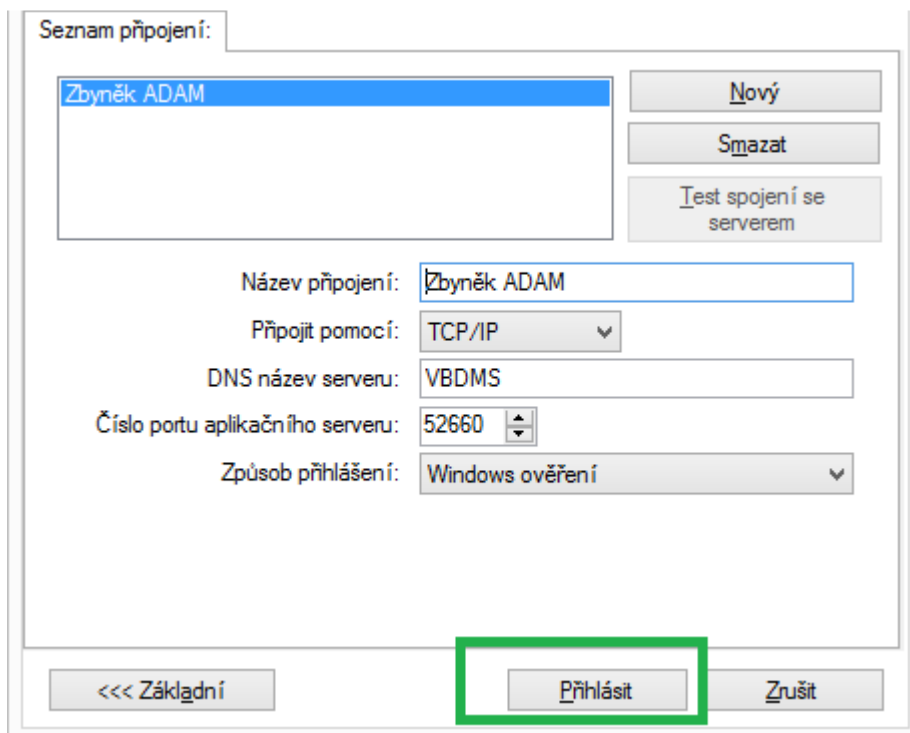 Seznam připojení:
Zbyněk ADAM
Nový
Smazat
Test spojení se
serverem
Název připojení: Zbyněk ADAM
Připojit pomocí: TCP/IP
DNS název serveru: VBDMS
Číslo portu aplikačního serveru: 52660
Způsob přihlášení: Windows ověření
<<< Základní Přihlásit Zrušit